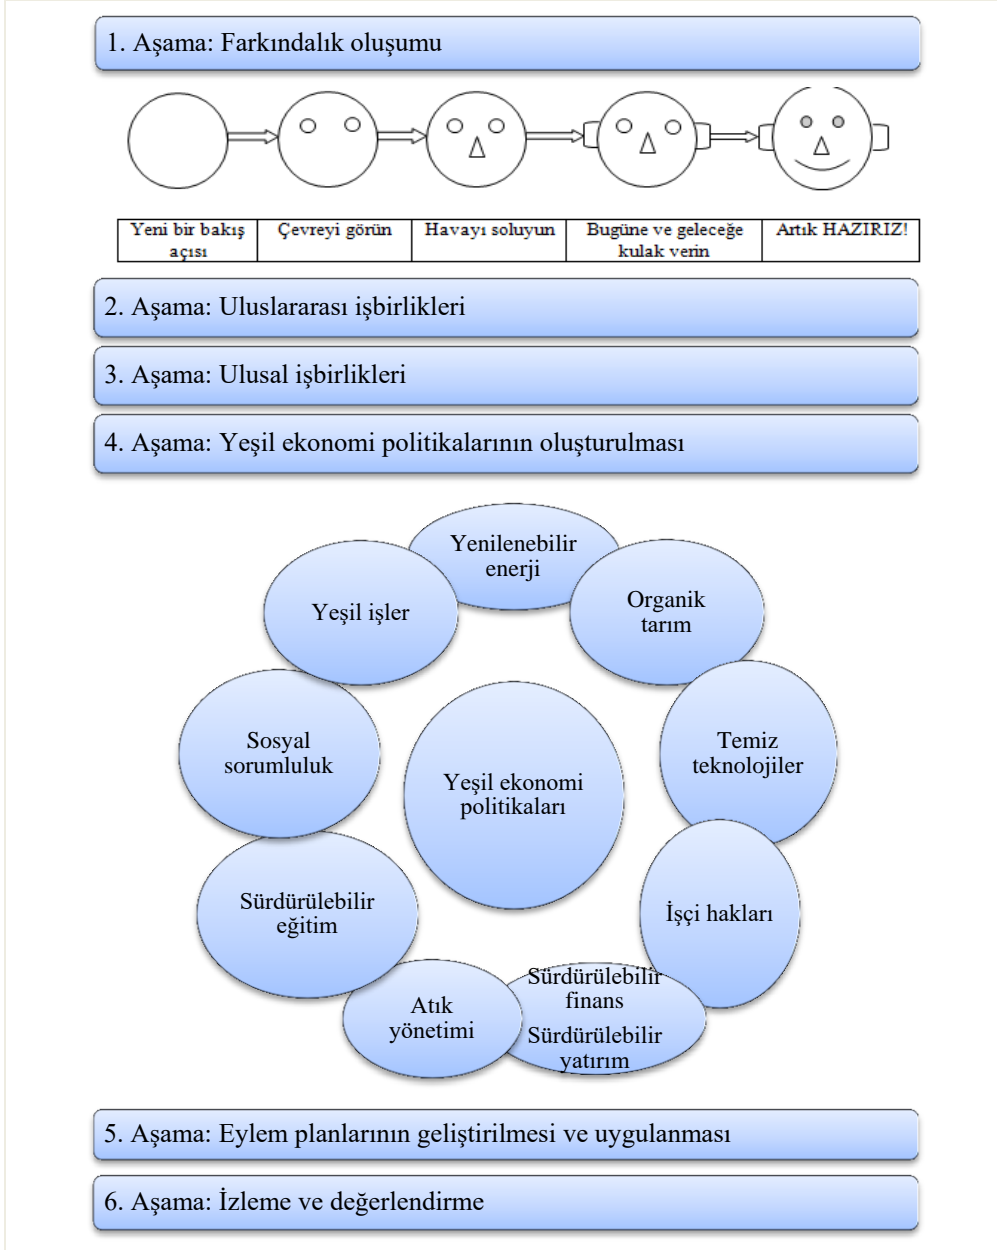 1. Aşama: Farkındalık oluşumu
Yeni bir bakış
açısı
Çevreyi görün
Havayı soluyun
Bugüne ve geleceğe
kulak verin
Artık HAZIRIZ!
2. Aşama: Uluslararası işbirlikleri
3. Aşama: Ulusal işbirlikleri
4. Aşama: Yeşil ekonomi politikalarının oluşturulması
Yenilenebilir
enerji
Organik
tarım
Temiz
teknolojiler
İşçi hakları
Sürdürülebilir
finans
Sürdürülebilir
yatırım
Atık
yönetimi
Sürdürülebilir
eğitim
Sosyal
sorumluluk
Yeşil işler
Yeşil ekonomi
politikaları
5. Aşama: Eylem planlarının geliştirilmesi ve uygulanması
6. Aşama: İzleme ve değerlendirme